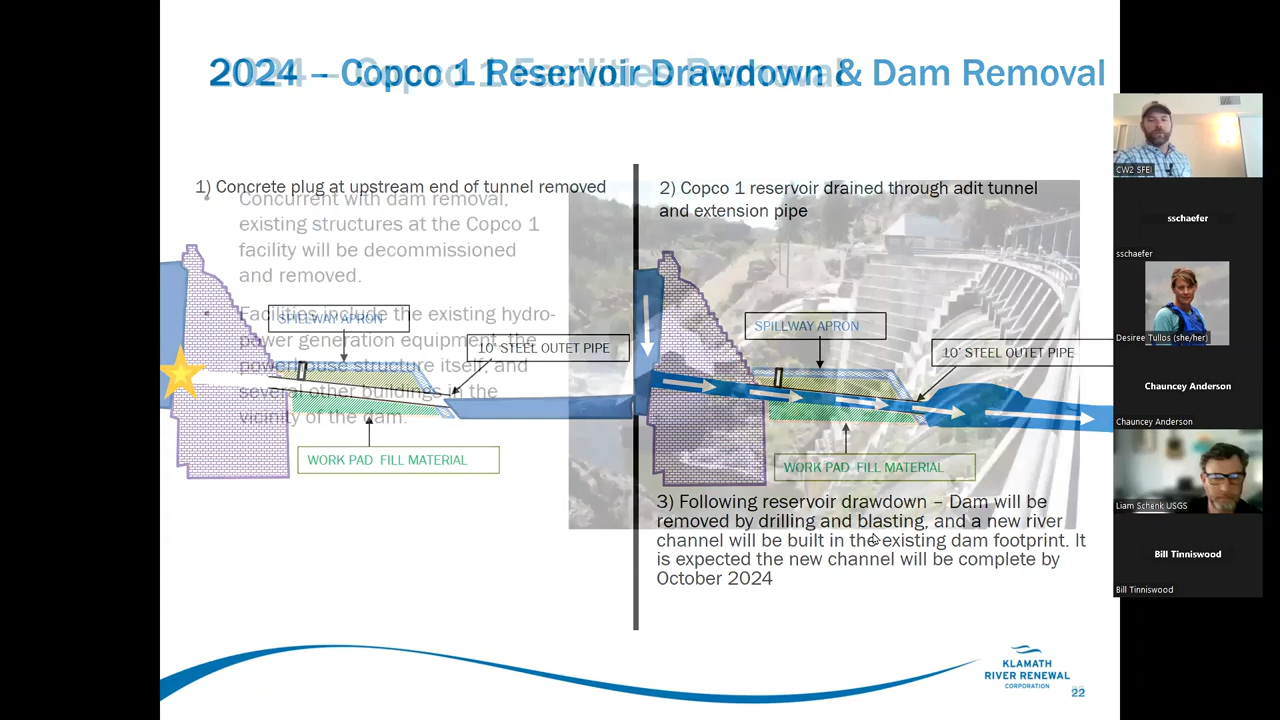 2024 – Copco 1 Reservoir Drawdown & Dam Removal
2024 – Copco 1 Facilities Removal
1) Concrete plug at upstream end of tunnel removed
• Concurrent with dam removal,
existing structures at the Copco 1
facility will be decommissioned
and removed.
• Facilities include the existing hydro-
power generation equipment, the
powerhouse structure itself, and
several other buildings in the
vicinity of the dam.
SPILLWAY APRON
10' STEEL OUTET PIPE
WORK PAD FILL MATERIAL
2) Copco 1 reservoir drained through adit tunnel
and extension pipe
SPILLWAY APRON
10' STEEL OUTET PIPE
WORK PAD FILL MATERIAL
3) Following reservoir drawdown – Dam will be
removed by drilling and blasting, and a new river
channel will be built in the existing dam footprint. It
is expected the new channel will be complete by
October 2024
KLAMATH
RIVER RENEWAL
CORPORATION
22
CW2 SFEI
sschaefer
sschaefer
Desiree Tullos (she/her)
Chauncey Anderson
Chauncey Anderson
Liam Schenk USGS
Bill Tinniswood
Bill Tinniswood